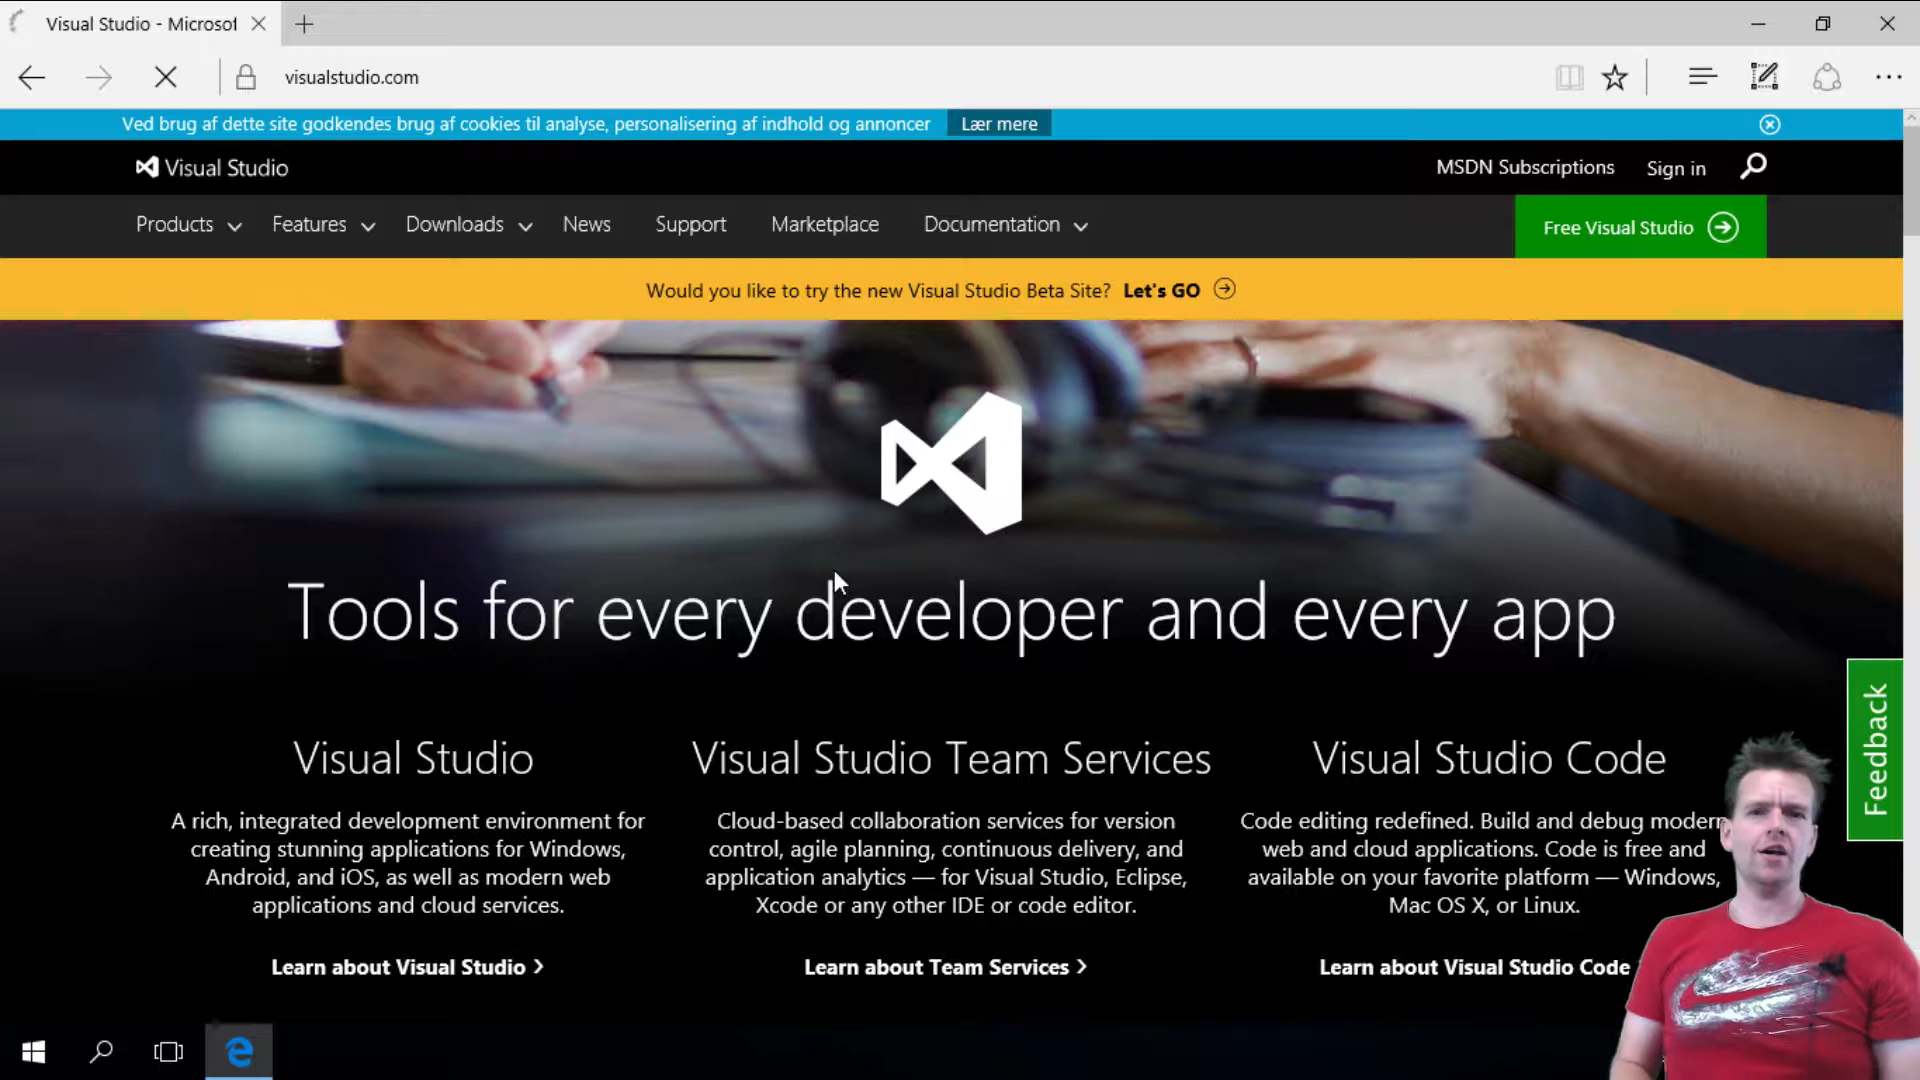 Visual Studio - Microsof
visualstudio.com
Ved brug af dette site godkendes brug af cookies til analyse, personalisering af indhold og annoncer Lær mere
Visual Studio
MSDN Subscriptions Sign in
Products Features Downloads News Support Marketplace Documentation
Free Visual Studio
Would you like to try the new Visual Studio Beta Site? Let's GO
Tools for every developer and every app
Visual Studio
A rich, integrated development environment for
creating stunning applications for Windows,
Android, and iOS, as well as modern web
applications and cloud services.
Learn about Visual Studio
Visual Studio Team Services
Cloud-based collaboration services for version
control, agile planning, continuous delivery, and
application analytics — for Visual Studio, Eclipse,
Xcode or any other IDE or code editor.
Learn about Team Services
Visual Studio Code
Code editing redefined. Build and debug modern
web and cloud applications. Code is free and
available on your favorite platform — Windows,
Mac OS X, or Linux.
Learn about Visual Studio Code
Feedback